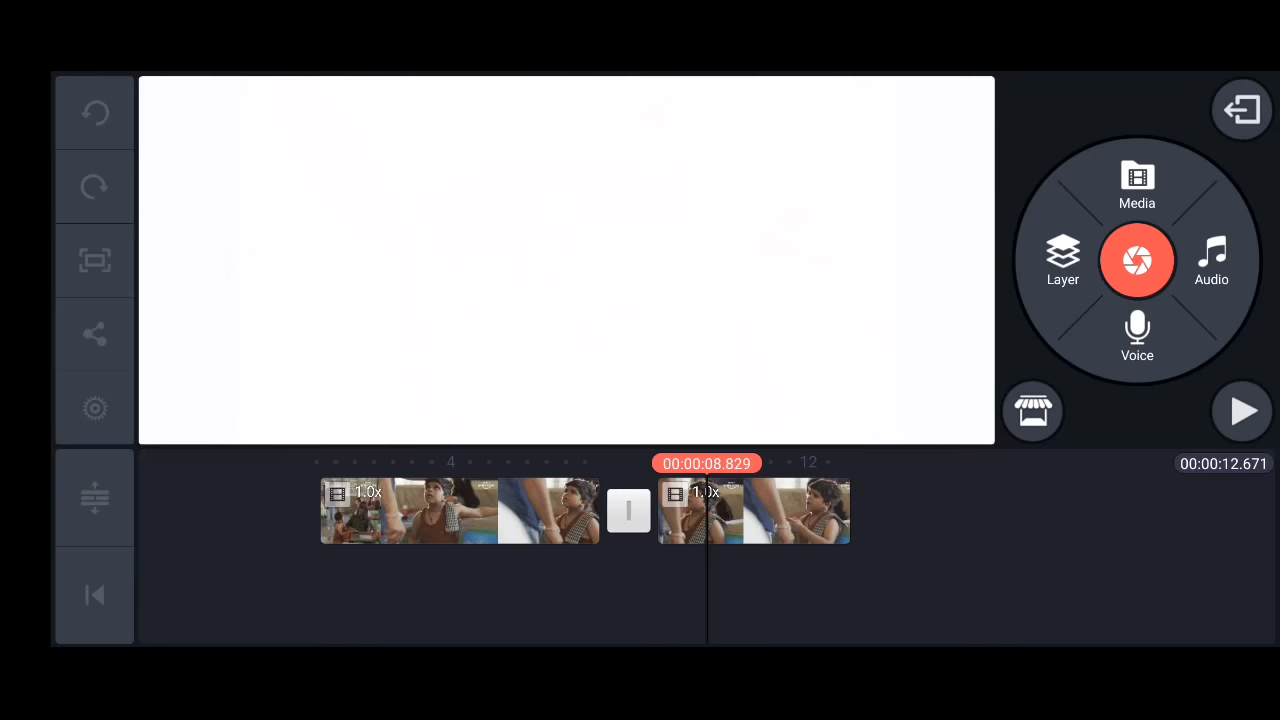 Media
Layer
Audio
Voice
4
00:00:08.829
12
00:00:12.671
1.0x
1.0x